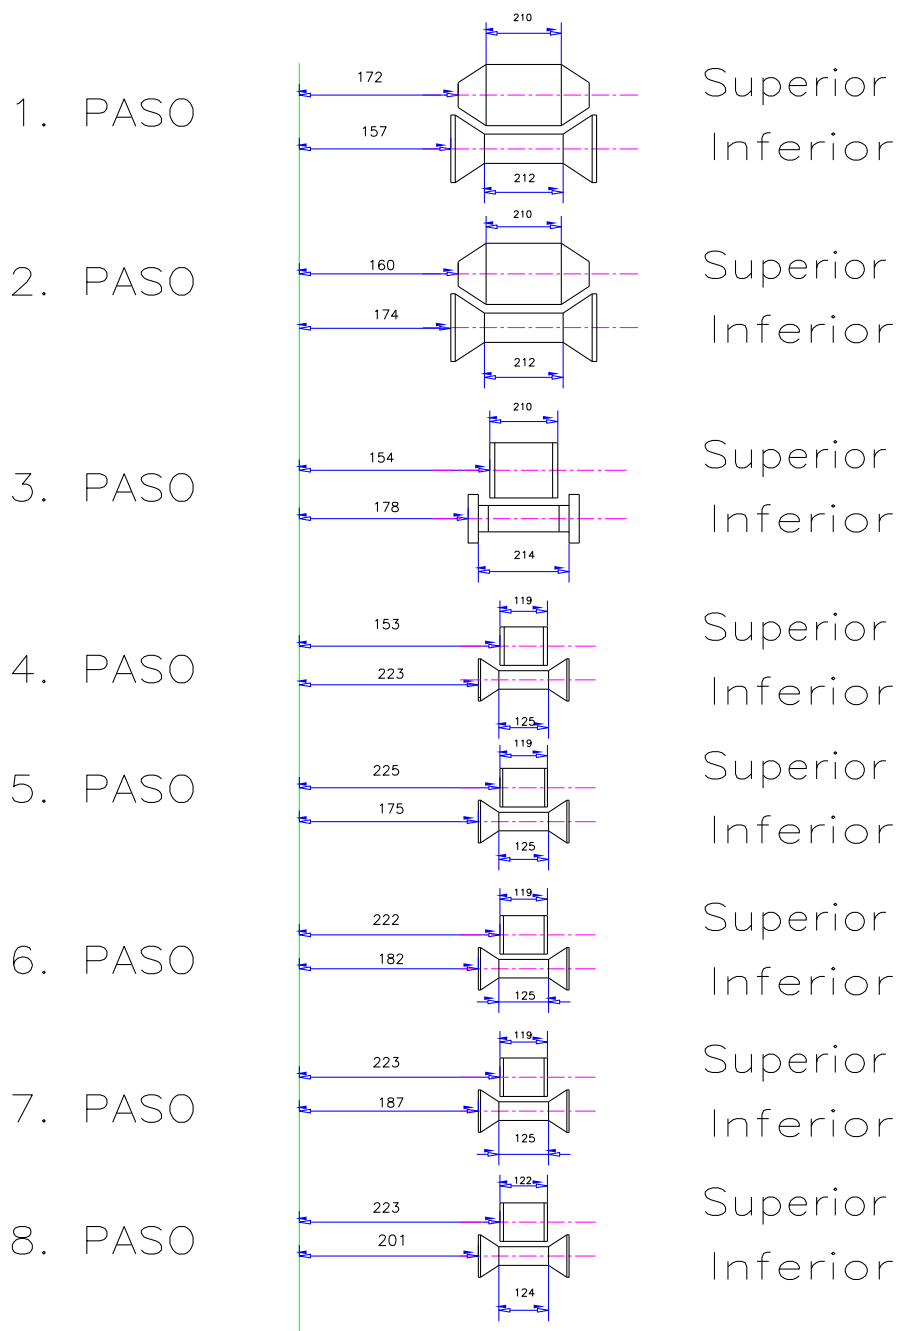 210
172
Superior
1. PASO
157
Inferior
212
210
160
Superior
2. PASO
174
Inferior
212
210
154
Superior
3. PASO
178
Inferior
214
119
153
Superior
4. PASO
223
Inferior
125
119
225
Superior
5. PASO
175
Inferior
125
119
222
Superior
6. PASO
182
Inferior
125
119
223
Superior
7. PASO
187
Inferior
125
122
223
Superior
8. PASO
201
Inferior
124